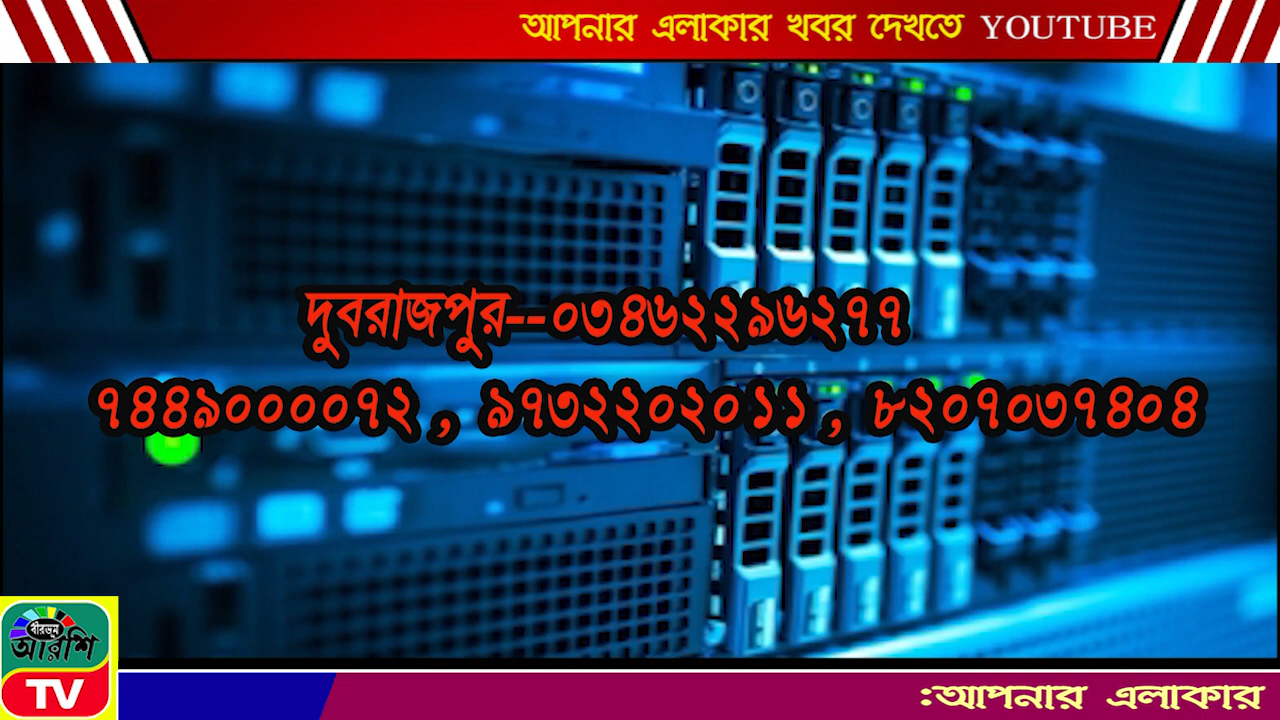 আপনার এলাকার খবর দেখতে YOUTUBE
দুবরাজপুর--০৩৪৬২২৯৬২৭৭
৭৪৪৯০০০০৭২ , ৯৭৩২২০২০১১ , ৮২০৭০৩৭৪০৪
বীরভূম
আরশি
TV
:আপনার এলাকার